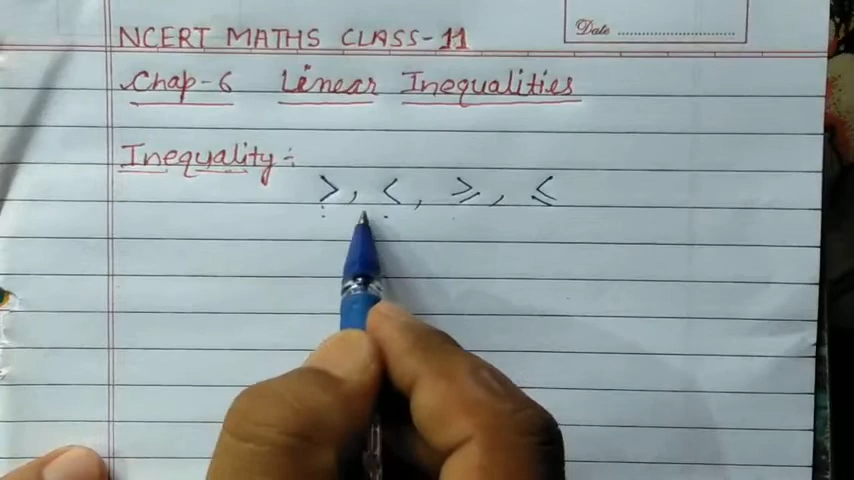 Date
NCERT MATHS CLASS-11
Chap-6 Linear Inequalities
Inequality :-
>, <, ⩾, ⩽